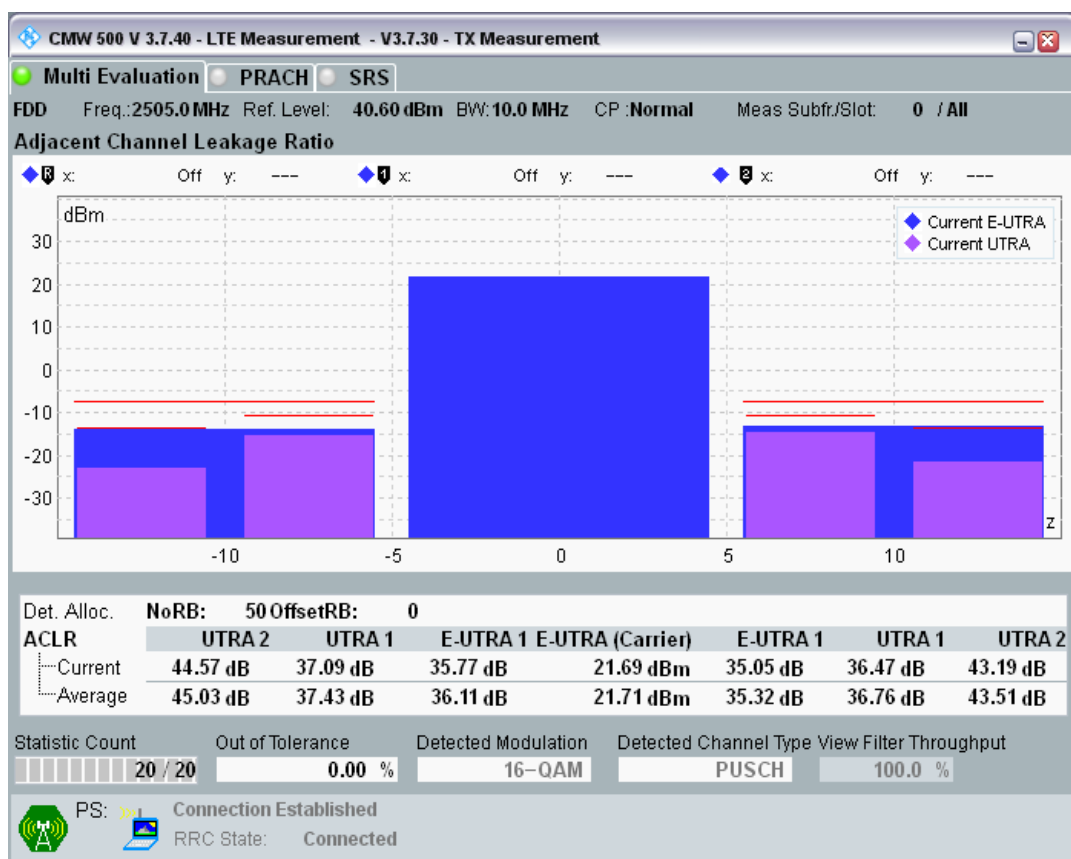 CMW 500 V 3.7.40 - LTE Measurement - V3.7.30 - TX Measurement
Multi Evaluation PRACH SRS
FDD Freq.:2505.0 MHz Ref. Level: 40.60 dBm BW:10.0 MHz CP :Normal Meas Subfr./Slot: 0 / All
Adjacent Channel Leakage Ratio
R x: Off y: --- 1 x: Off y: --- 2 x: Off y: ---
dBm
Current E-UTRA
Current UTRA
30
20
10
0
-10
-20
-30
z
-10 -5 0 5 10
Det. Alloc. NoRB: 50 OffsetRB: 0
ACLR UTRA 2 UTRA 1 E-UTRA 1 E-UTRA (Carrier) E-UTRA 1 UTRA 1 UTRA 2
Current 44.57 dB 37.09 dB 35.77 dB 21.69 dBm 35.05 dB 36.47 dB 43.19 dB
Average 45.03 dB 37.43 dB 36.11 dB 21.71 dBm 35.32 dB 36.76 dB 43.51 dB
Statistic Count Out of Tolerance Detected Modulation Detected Channel Type View Filter Throughput
20 / 20 0.00 % 16-QAM PUSCH 100.0 %
PS: Connection Established
RRC State: Connected